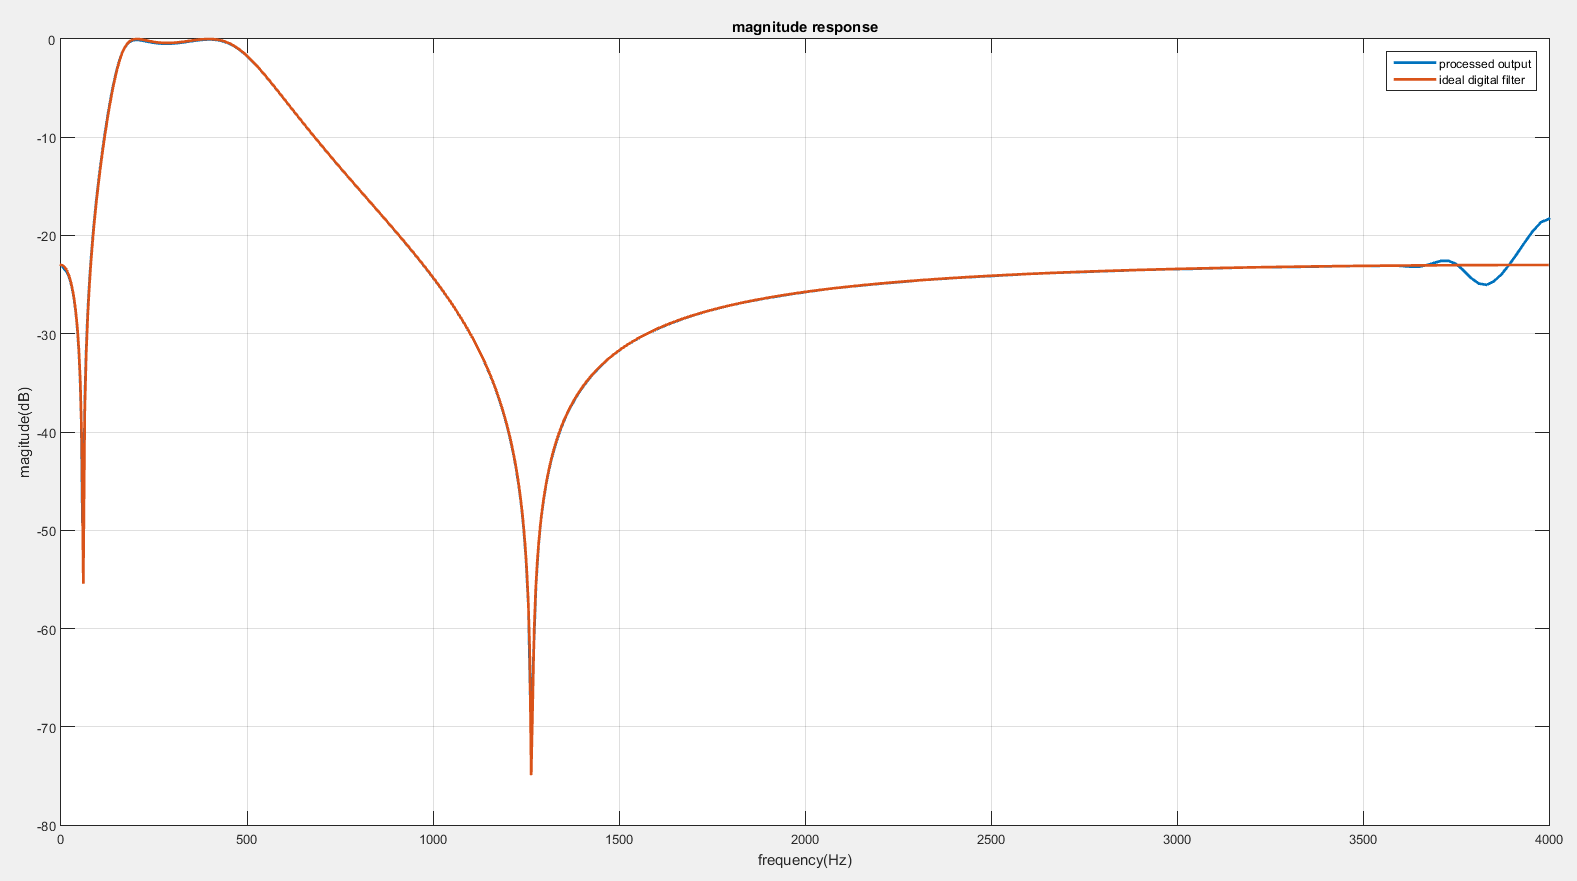 magnitude response
processed output
ideal digital filter
0
-10
-20
-30
-40
-50
-60
-70
-80
magitude(dB)
0 500 1000 1500 2000 2500 3000 3500 4000
frequency(Hz)